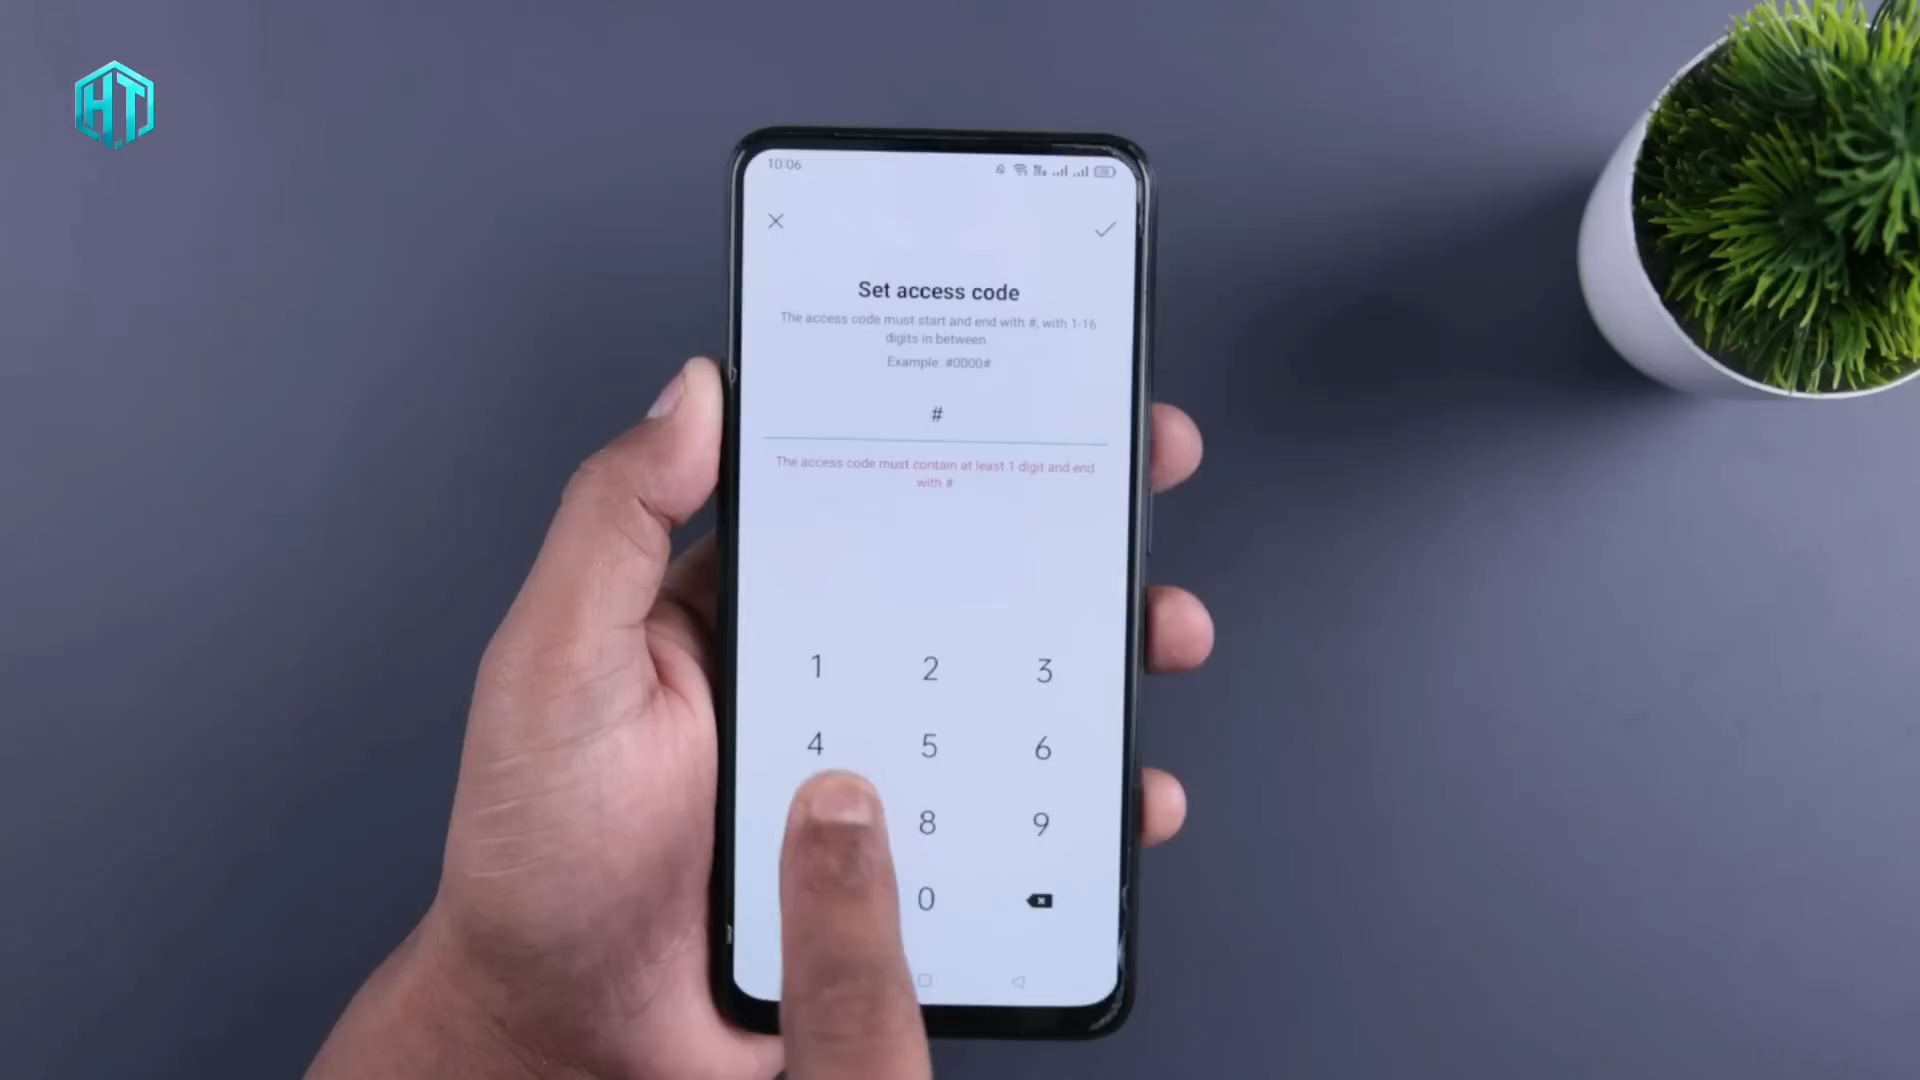 HT
10:06
Set access code
The access code must start and end with #, with 1-16
digits in between.
Example: #0000#
#
The access code must contain at least 1 digit and end
with #
1 2 3
4 5 6
8 9
0